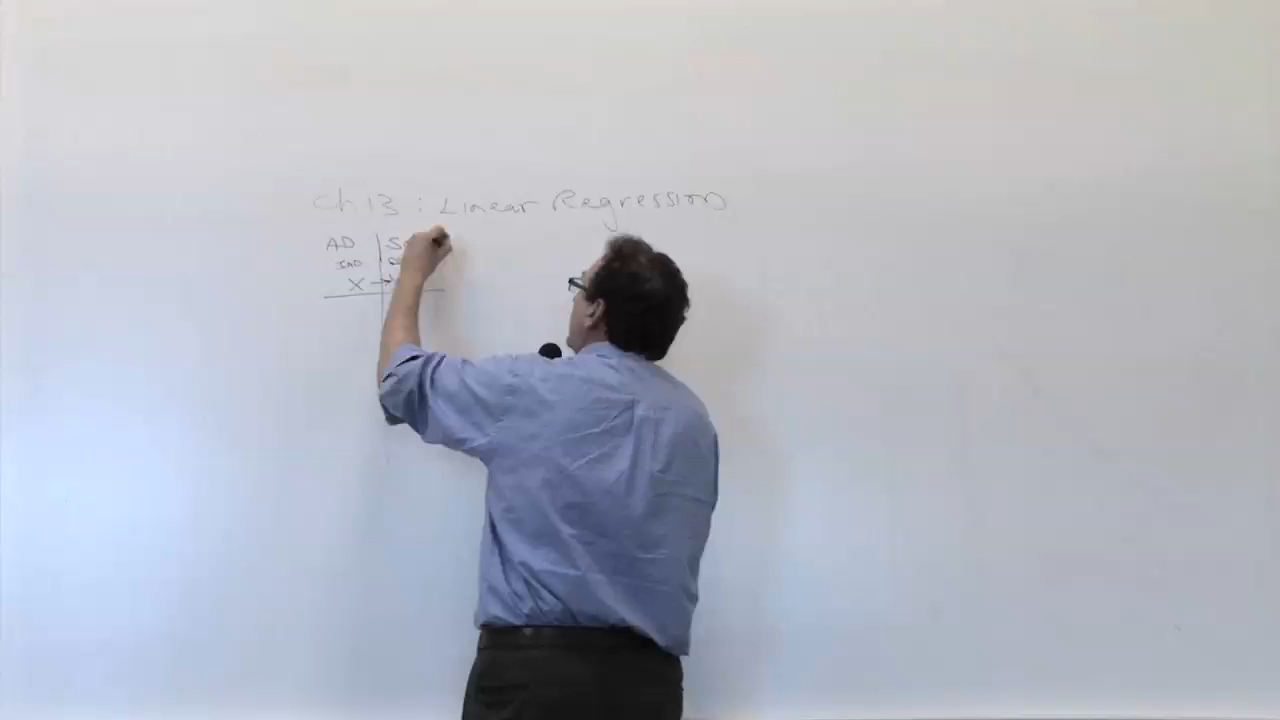 Ch 13 : Linear Regression
AD
IND
X →